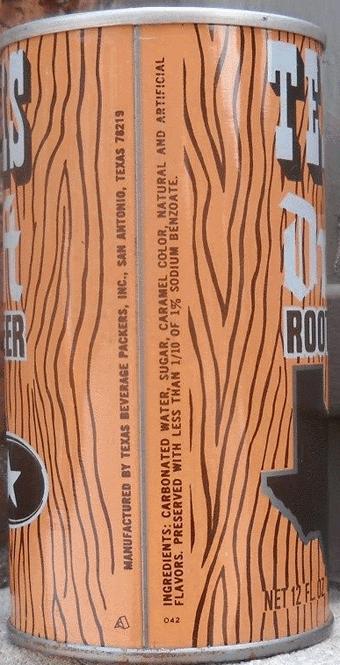 MANUFACTURED BY TEXAS BEVERAGE PACKERS, INC., SAN ANTONIO, TEXAS 78219
INGREDIENTS: CARBONATED WATER, SUGAR, CARAMEL COLOR, NATURAL AND ARTIFICIAL
FLAVORS. PRESERVED WITH LESS THAN 1/10 OF 1% SODIUM BENZOATE.
042
TE
ROOT
NET 12 FL. OZ